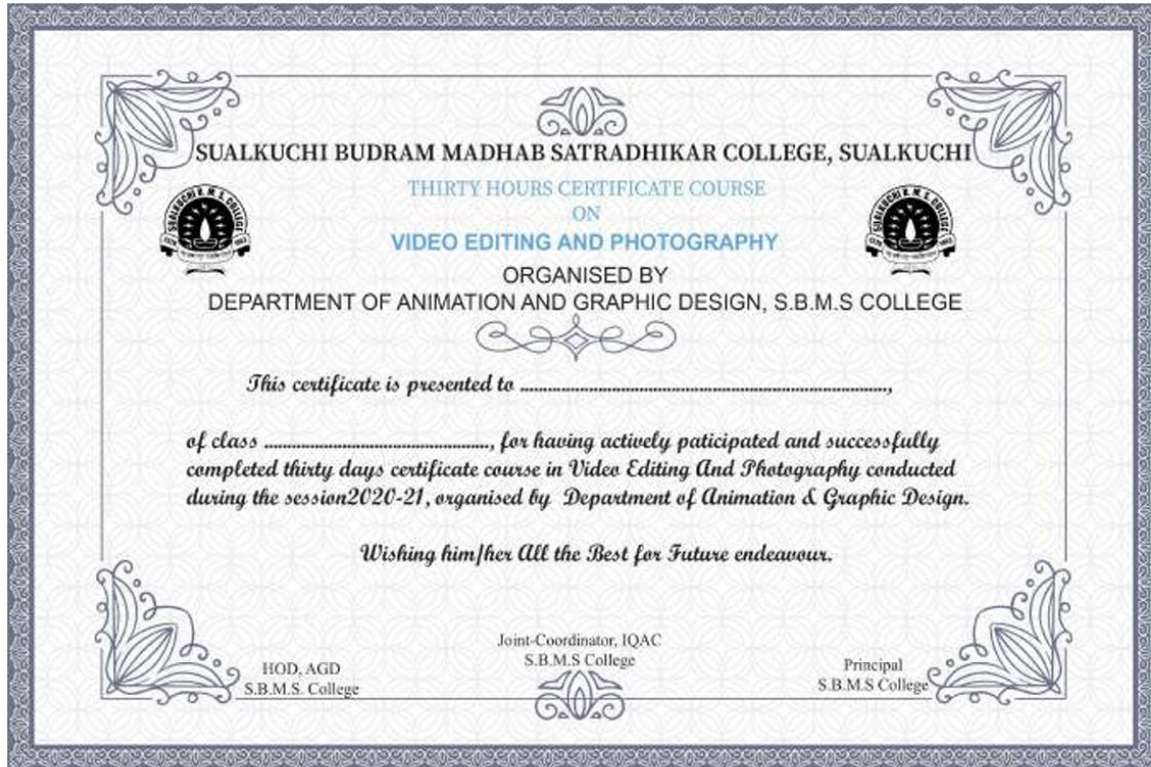 SUALKUCHI BUDRAM MADHAB SATRADHIKAR COLLEGE, SUALKUCHI
THIRTY HOURS CERTIFICATE COURSE
ON
VIDEO EDITING AND PHOTOGRAPHY
SUALKUCHI B. M. S. COLLEGE
SUALKUCHI B. M. S. COLLEGE
ORGANISED BY
DEPARTMENT OF ANIMATION AND GRAPHIC DESIGN, S.B.M.S COLLEGE
This certificate is presented to ..............................................................................,
of class ................................................, for having actively paticipated and successfully
completed thirty days certificate course in Video Editing And Photography conducted
during the session2020-21, organised by Department of Animation & Graphic Design.
Wishing him/her All the Best for Future endeavour.
HOD, AGD
S.B.M.S. College
Joint-Coordinator, IQAC
S.B.M.S College
Principal
S.B.M.S College